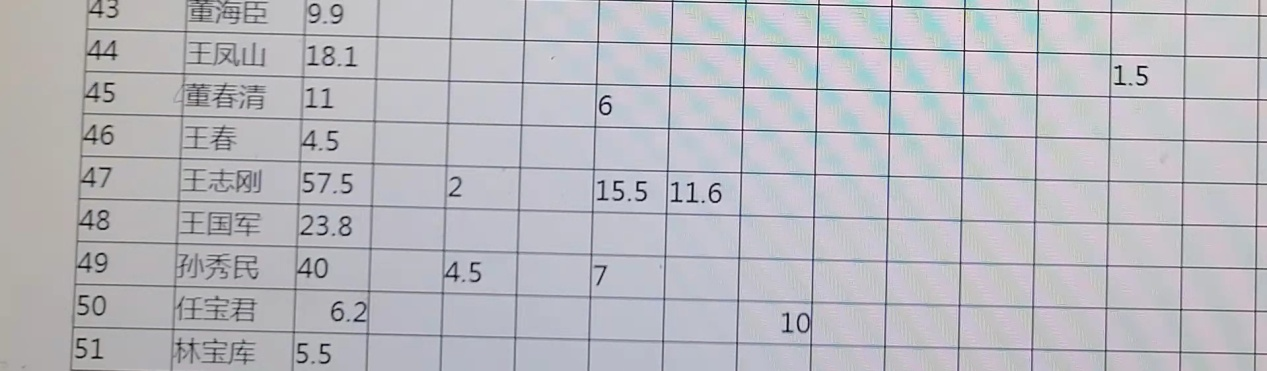 43 董海臣 9.9
44 王凤山 18.1 1.5
45 董春清 11 6
46 王春 4.5
47 王志刚 57.5 2 15.5 11.6
48 王国军 23.8
49 孙秀民 40 4.5 7
50 任宝君 6.2 10
51 林宝库 5.5